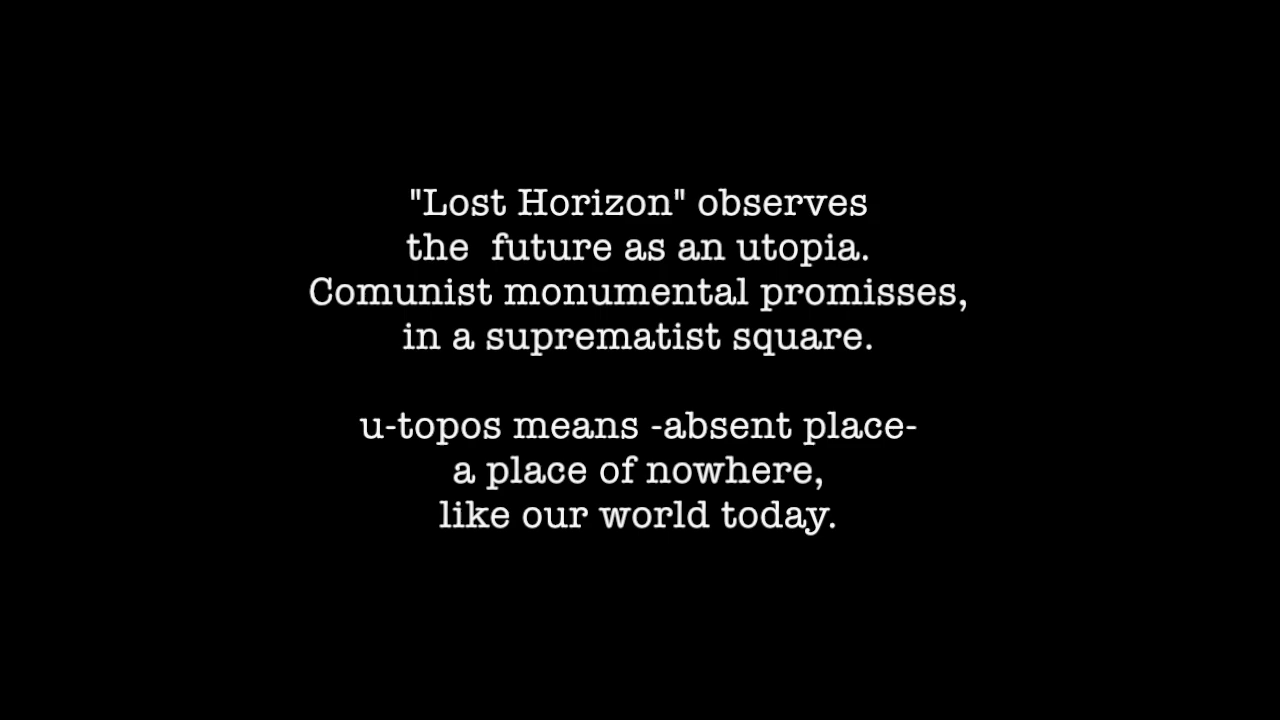 "Lost Horizon" observes
the  future as an utopia.
Comunist monumental promisses,
in a suprematist square.
u-topos means -absent place-
a place of nowhere,
like our world today.